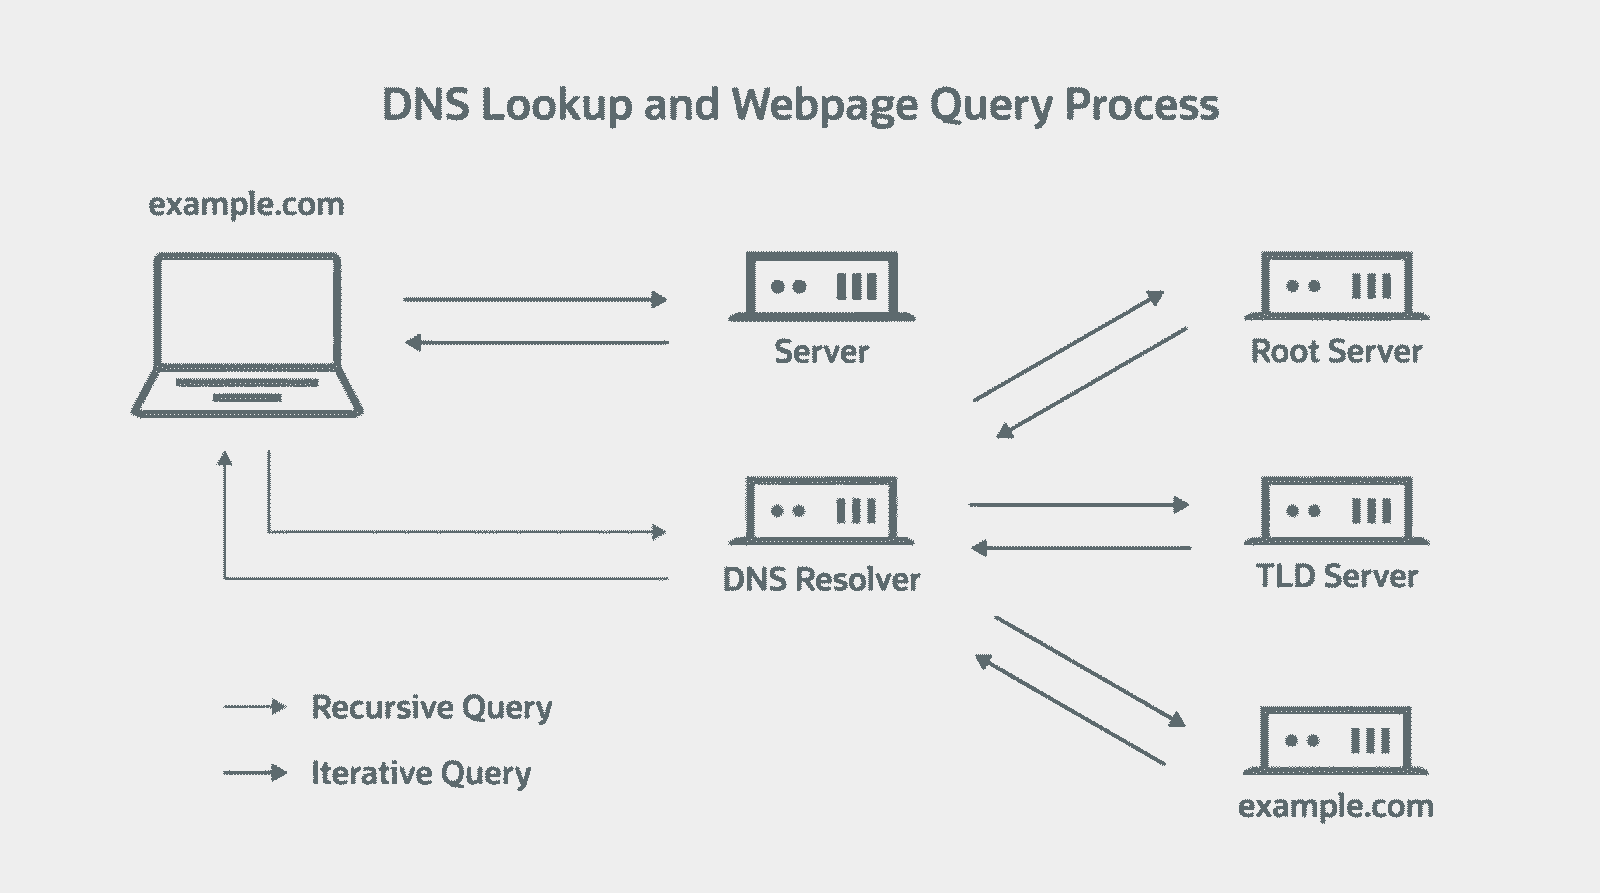 DNS Lookup and Webpage Query Process
example.com
Server
Root Server
DNS Resolver
TLD Server
Recursive Query
Iterative Query
example.com